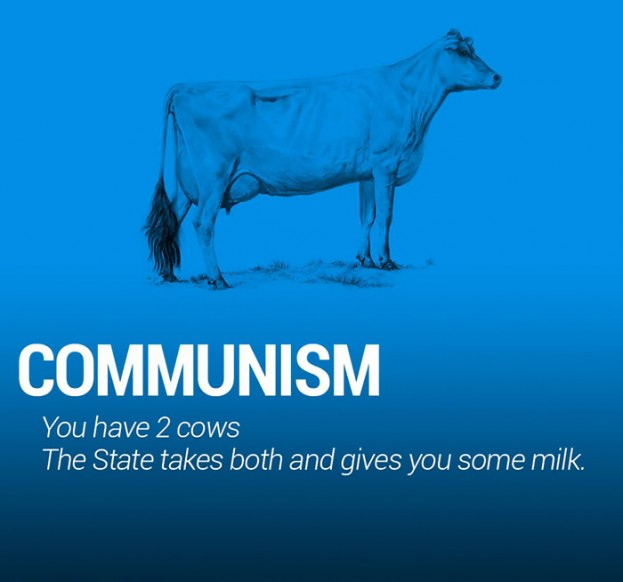 COMMUNISM
You have 2 cows
The State takes both and gives you some milk.